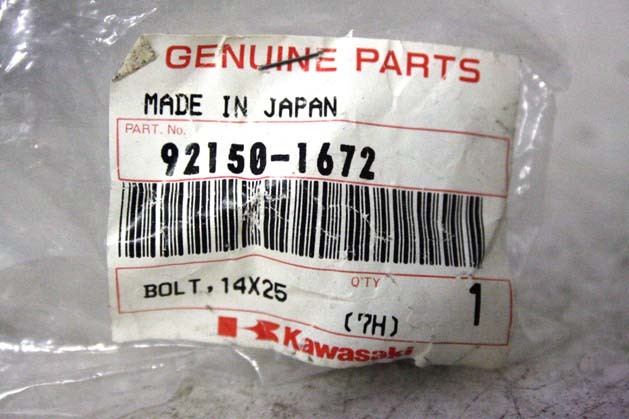 GENUINE PARTS
MADE IN JAPAN
PART. No.
92150-1672
BOLT, 14X25
Q'TY
1
(7H)
Kawasaki